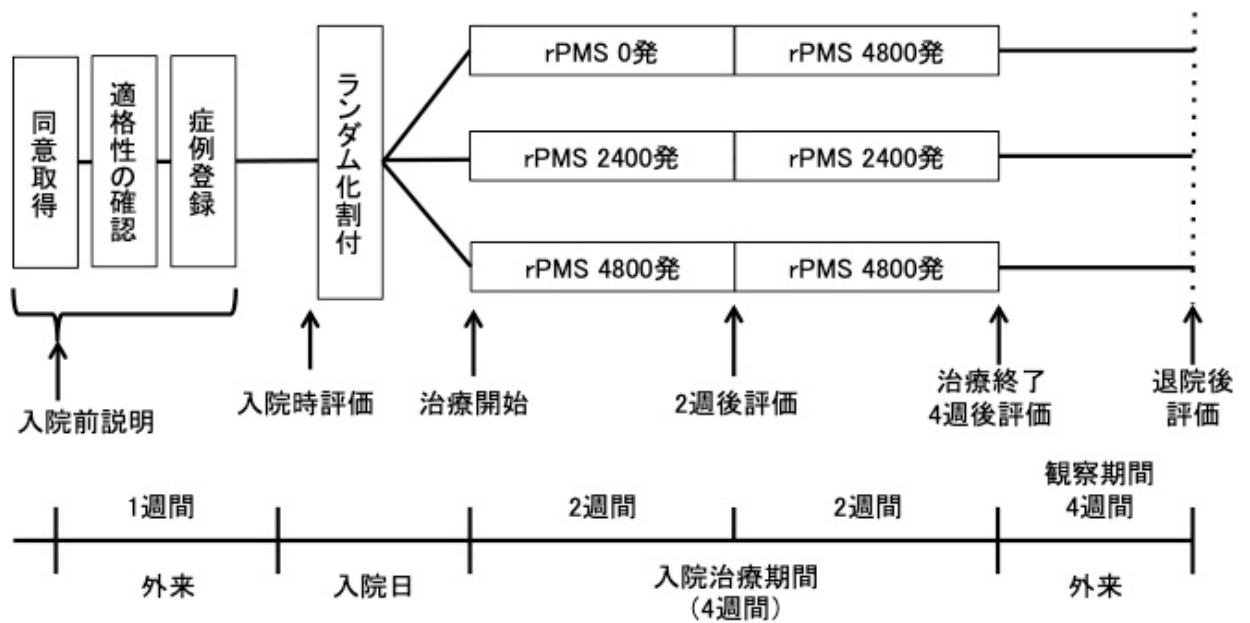 同意取得
適格性の確認
症例登録
ランダム化割付
rPMS 0発
rPMS 4800発
rPMS 2400発
rPMS 2400発
rPMS 4800発
rPMS 4800発
入院前説明
入院時評価
治療開始
2週後評価
治療終了
4週後評価
退院後
評価
1週間
2週間
2週間
観察期間
4週間
外来
入院日
入院治療期間
(4週間)
外来